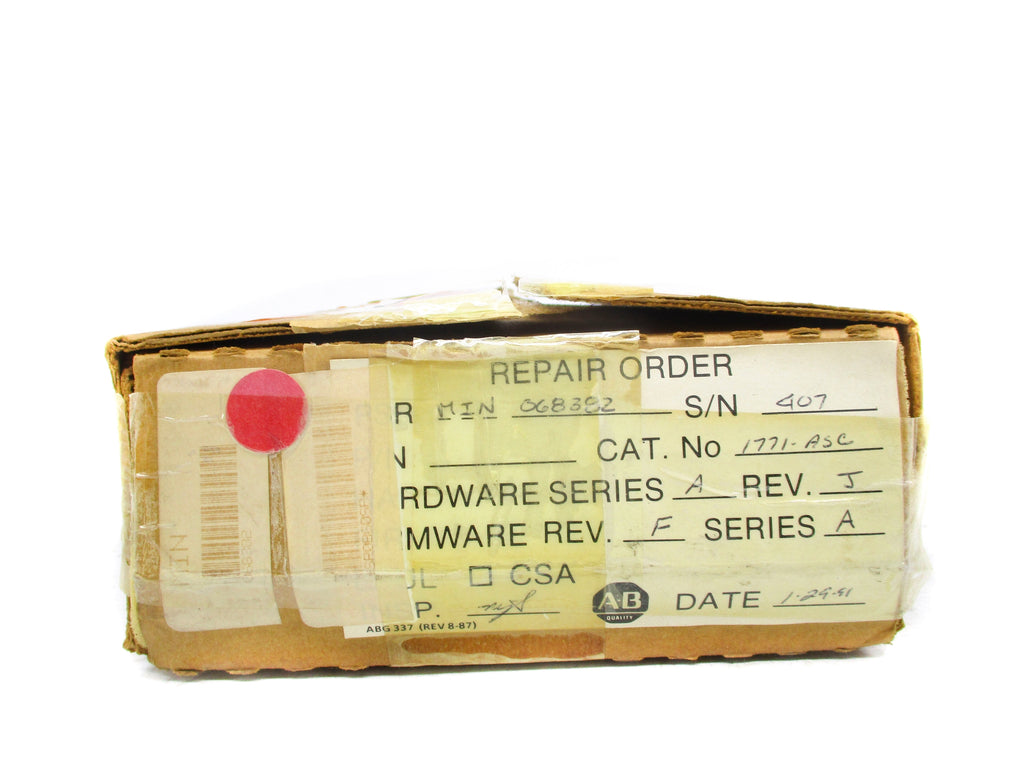 REPAIR ORDER
R MIN 068382 S/N 407
N CAT. No 1771-ASC
RDWARE SERIES A REV. J
MWARE REV. F SERIES A
UL CSA
P. A-B QUALITY DATE 1-29-91
ABG 337 (REV 8-87)